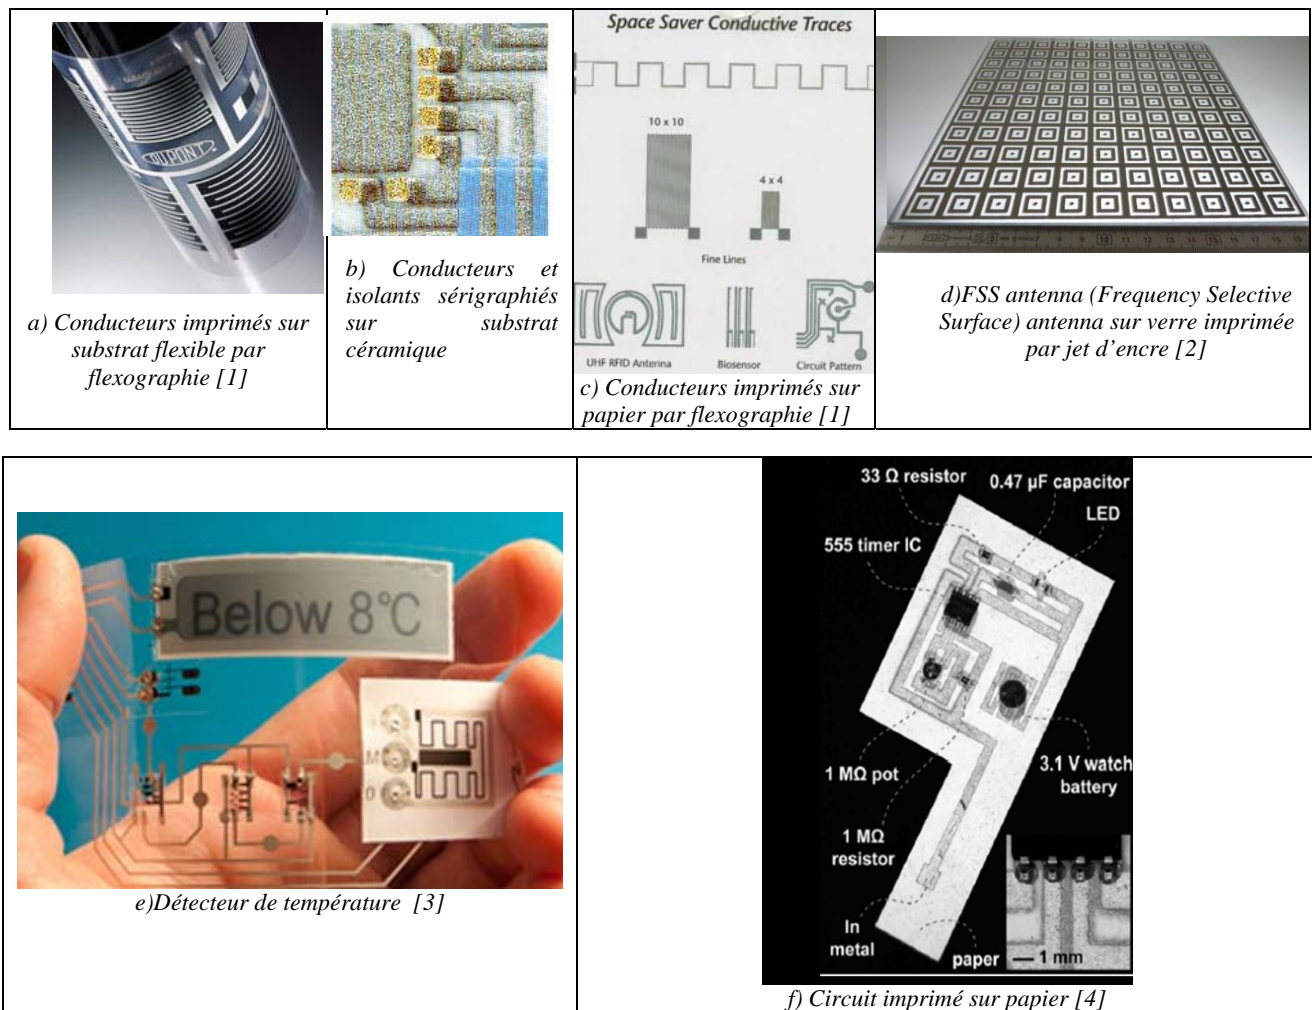 DUPONT
a) Conducteurs imprimés sur
substrat flexible par
flexographie [1]
b) Conducteurs et
isolants sérigraphiés
sur substrat
céramique
Space Saver Conductive Traces
10 x 10
4 x 4
Fine Lines
UHF RFID Antenna
Biosensor
Circuit Pattern
c) Conducteurs imprimés sur
papier par flexographie [1]
d)FSS antenna (Frequency Selective
Surface) antenna sur verre imprimée
par jet d'encre [2]
Below 8°C
M
e)Détecteur de température [3]
33 Ω resistor
0.47 µF capacitor
LED
555 timer IC
1 MΩ pot
3.1 V watch
battery
1 MΩ
resistor
In
metal
paper
1 mm
f) Circuit imprimé sur papier [4]